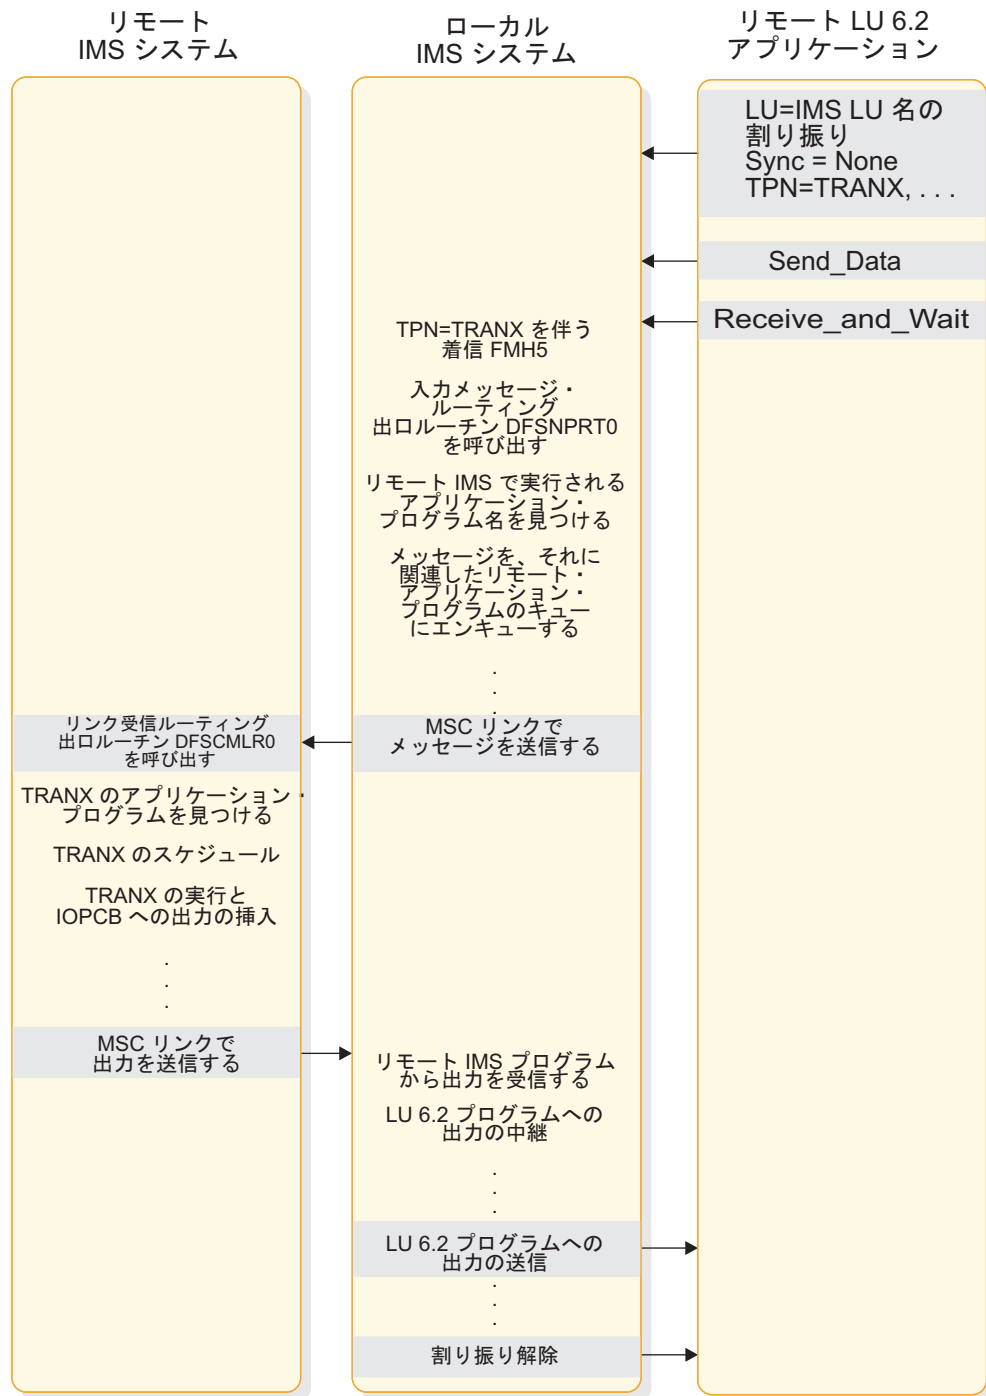 リモート
IMS システム
ローカル
IMS システム
リモート LU 6.2
アプリケーション
LU=IMS LU 名の
割り振り
Sync = None
TPN=TRANX, . . .
Send_Data
Receive_and_Wait
TPN=TRANX を伴う
着信 FMH5
入力メッセージ・
ルーティング
出口ルーチン DFSNPRT0
を呼び出す
リモート IMS で実行される
アプリケーション・
プログラム名を見つける
メッセージを、それに
関連したリモート・
アプリケーション・
プログラムのキュー
にエンキューする
.
.
.
MSC リンクで
メッセージを送信する
リンク受信ルーティング
出口ルーチン DFSCMLR0
を呼び出す
TRANX のアプリケーション・
プログラムを見つける
TRANX のスケジュール
TRANX の実行と
IOPCB への出力の挿入
.
.
.
MSC リンクで
出力を送信する
リモート IMS プログラム
から出力を受信する
LU 6.2 プログラムへの
出力の中継
.
.
.
LU 6.2 プログラムへの
出力の送信
.
.
.
割り振り解除